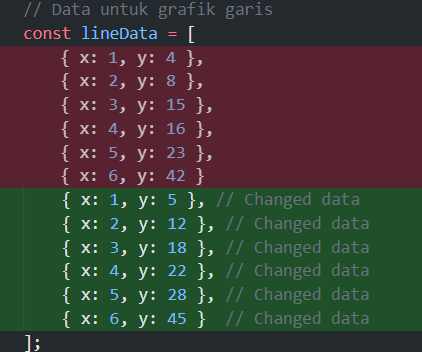 // Data untuk grafik garis
const lineData = [
{ x: 1, y: 4 },
{ x: 2, y: 8 },
{ x: 3, y: 15 },
{ x: 4, y: 16 },
{ x: 5, y: 23 },
{ x: 6, y: 42 }
{ x: 1, y: 5 }, // Changed data
{ x: 2, y: 12 }, // Changed data
{ x: 3, y: 18 }, // Changed data
{ x: 4, y: 22 }, // Changed data
{ x: 5, y: 28 }, // Changed data
{ x: 6, y: 45 }  // Changed data
];